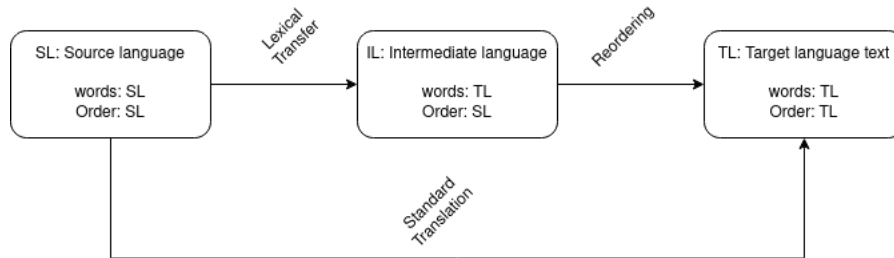 SL: Source language
words: SL
Order: SL
Lexical
Transfer
IL: Intermediate language
words: TL
Order: SL
Reordering
TL: Target language text
words: TL
Order: TL
Standard
Translation